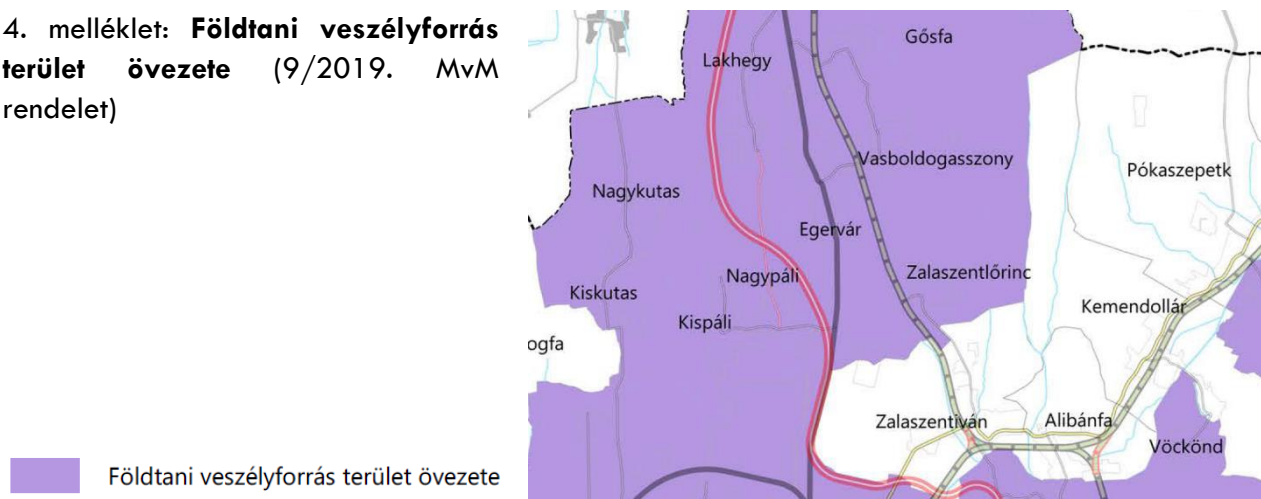 4. melléklet: Földtani veszélyforrás
terület övezete (9/2019. MvM
rendelet)
Gősfa
Lakhegy
Vasboldogasszony
Pókaszepetk
Nagykutas
Egervár
Zalaszentlőrinc
Nagypáli
Kiskutas
Kemendollár
Kispáli
ogfa
Zalaszentiván
Alibánfa
Vöckönd
Földtani veszélyforrás terület övezete